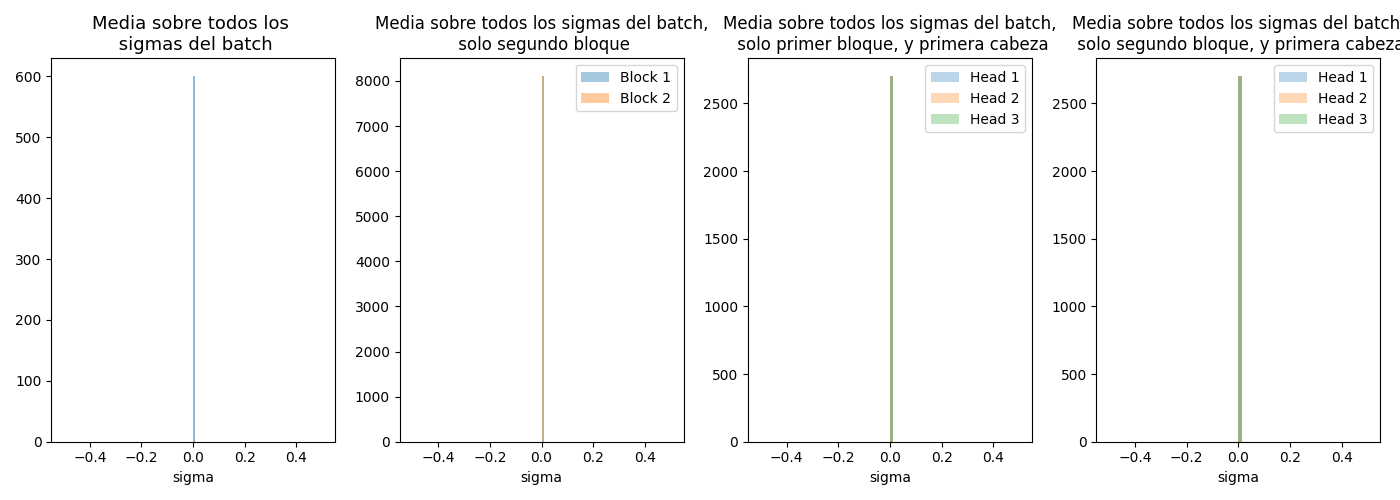 Media sobre todos los
sigmas del batch
600
500
400
300
200
100
0
−0.4 −0.2 0.0 0.2 0.4
sigma
Media sobre todos los sigmas del batch,
solo segundo bloque
Block 1
Block 2
8000
7000
6000
5000
4000
3000
2000
1000
0
−0.4 −0.2 0.0 0.2 0.4
sigma
Media sobre todos los sigmas del batch,
solo primer bloque, y primera cabeza
Head 1
Head 2
Head 3
2500
2000
1500
1000
500
0
−0.4 −0.2 0.0 0.2 0.4
sigma
Media sobre todos los sigmas del batch
solo segundo bloque, y primera cabeza
Head 1
Head 2
Head 3
2500
2000
1500
1000
500
0
−0.4 −0.2 0.0 0.2 0.4
sigma